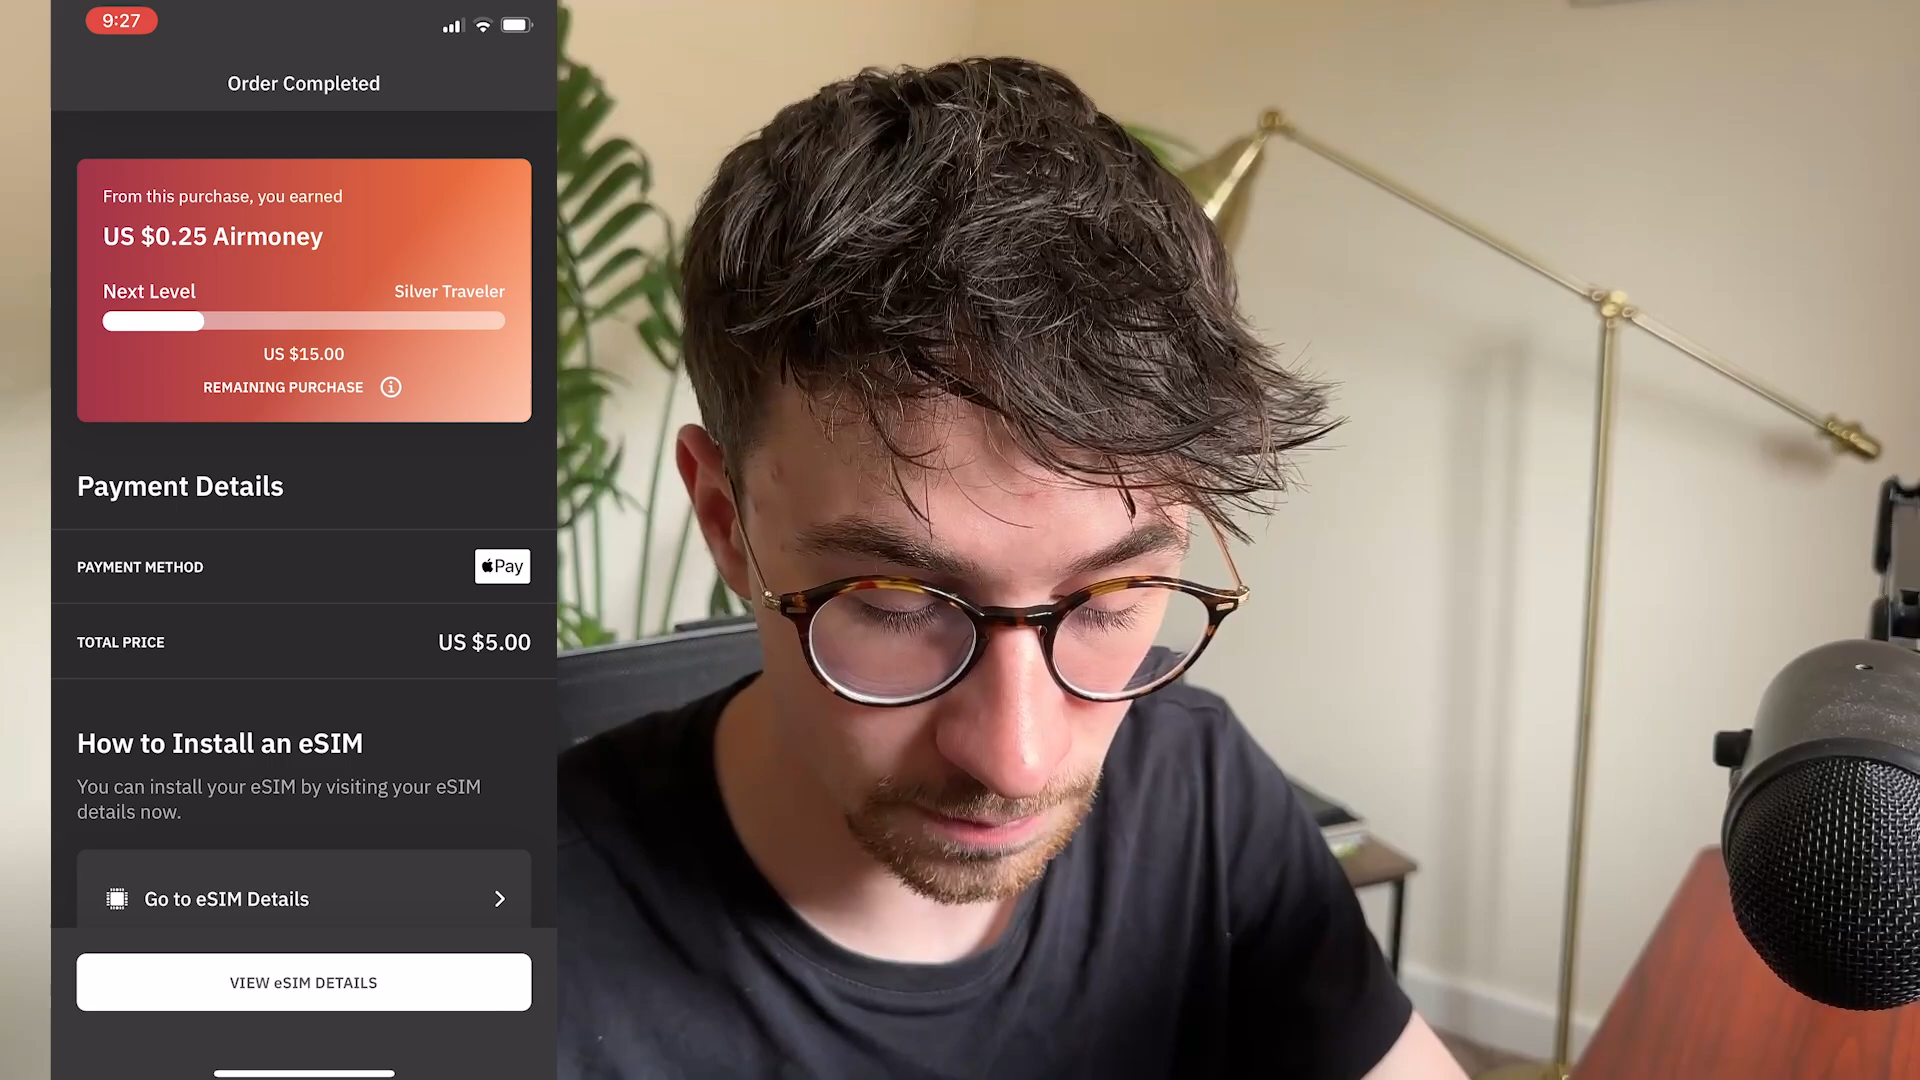 9:27
Order Completed
From this purchase, you earned
US $0.25 Airmoney
Next Level
Silver Traveler
US $15.00
REMAINING PURCHASE
Payment Details
PAYMENT METHOD
Pay
TOTAL PRICE
US $5.00
How to Install an eSIM
You can install your eSIM by visiting your eSIM
details now.
Go to eSIM Details
VIEW eSIM DETAILS